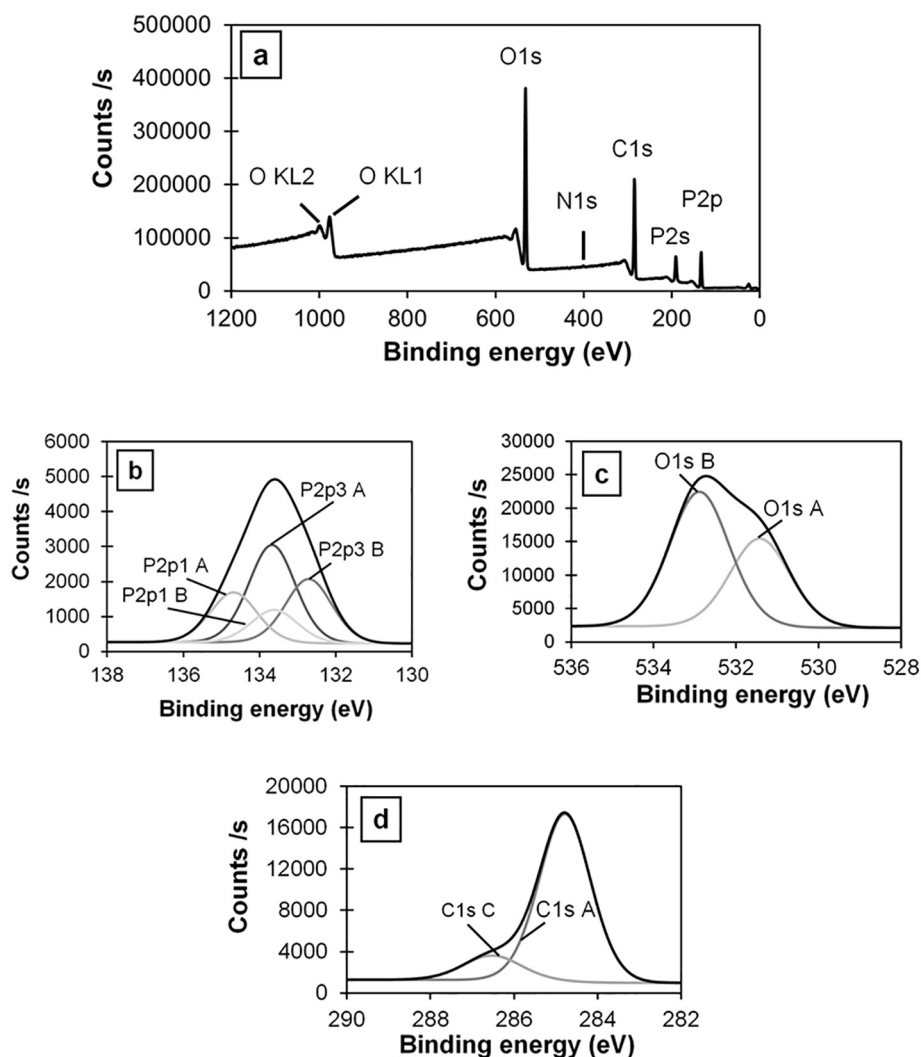 a
500000
400000
300000
200000
100000
0
Counts /s
O KL2
O KL1
O1s
N1s
C1s
P2s
P2p
1200 1000 800 600 400 200 0
Binding energy (eV)
b
6000
5000
4000
3000
2000
1000
0
Counts /s
P2p3 A
P2p3 B
P2p1 A
P2p1 B
138 136 134 132 130
Binding energy (eV)
c
30000
25000
20000
15000
10000
5000
0
Counts /s
O1s B
O1s A
536 534 532 530 528
Binding energy (eV)
d
20000
16000
12000
8000
4000
0
Counts /s
C1s C
C1s A
290 288 286 284 282
Binding energy (eV)